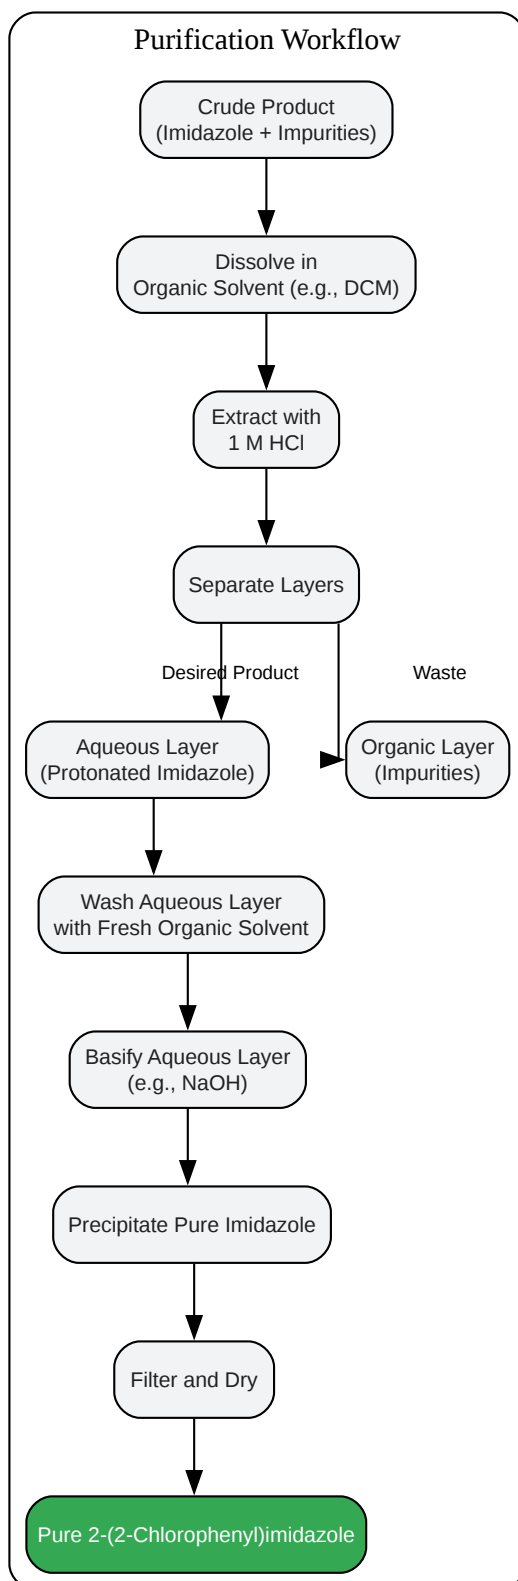 Purification Workflow
Crude Product
(Imidazole + Impurities)
Dissolve in
Organic Solvent (e.g., DCM)
Extract with
1 M HCl
Separate Layers
Desired Product
Waste
Aqueous Layer
(Protonated Imidazole)
Organic Layer
(Impurities)
Wash Aqueous Layer
with Fresh Organic Solvent
Basify Aqueous Layer
(e.g., NaOH)
Precipitate Pure Imidazole
Filter and Dry
Pure 2-(2-Chlorophenyl)imidazole